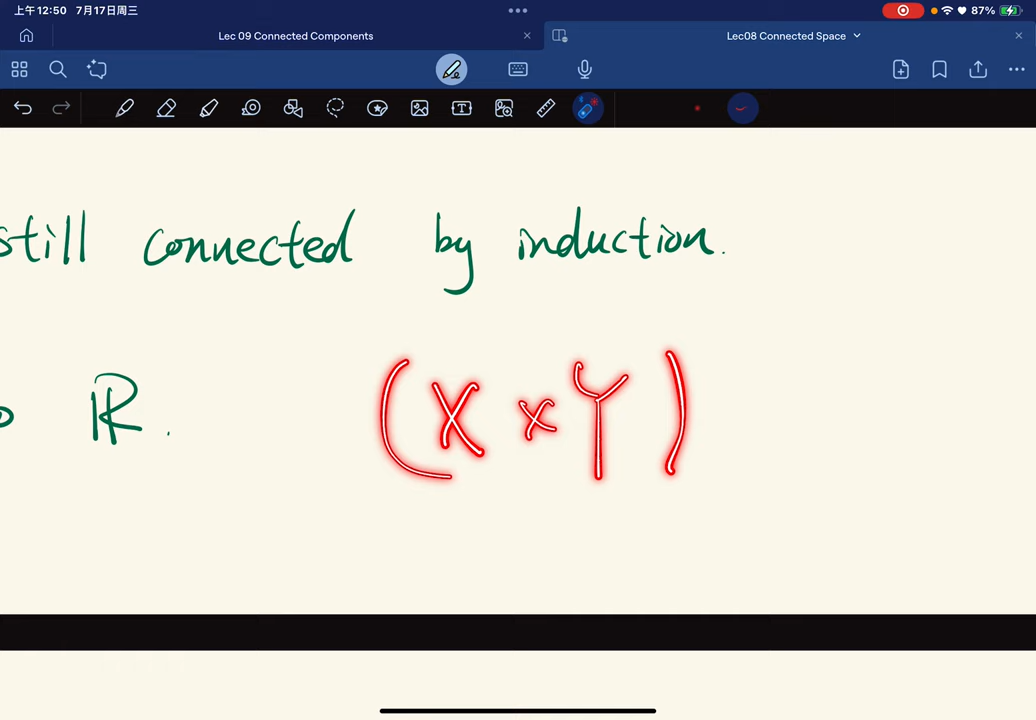 上午12:50 7月17日周三
87%
Lec 09 Connected Components
Lec08 Connected Space
still connected by induction.
ℝ.
(X × Y)